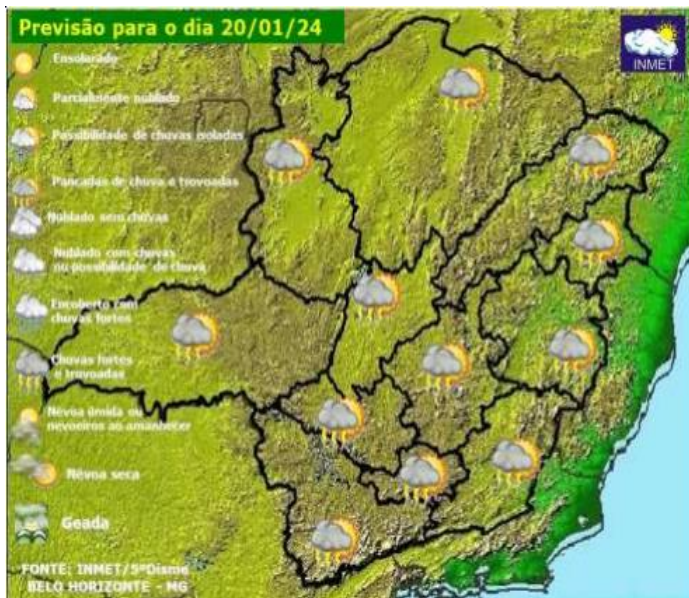 Previsão para o dia 20/01/24
INMET
Ensolarado
Parcialmente nublado
Possibilidade de chuvas isoladas
Pancadas de chuva e trovoadas
Nublado sem chuvas
Nublado com chuvas
ou possibilidade de chuva
Encoberto com
chuvas fortes
Chuvas fortes
e trovoadas
Névoa úmida ou
nevoeiros ao amanhecer
Névoa seca
Geada
FONTE: INMET/5ºDisme
BELO HORIZONTE - MG